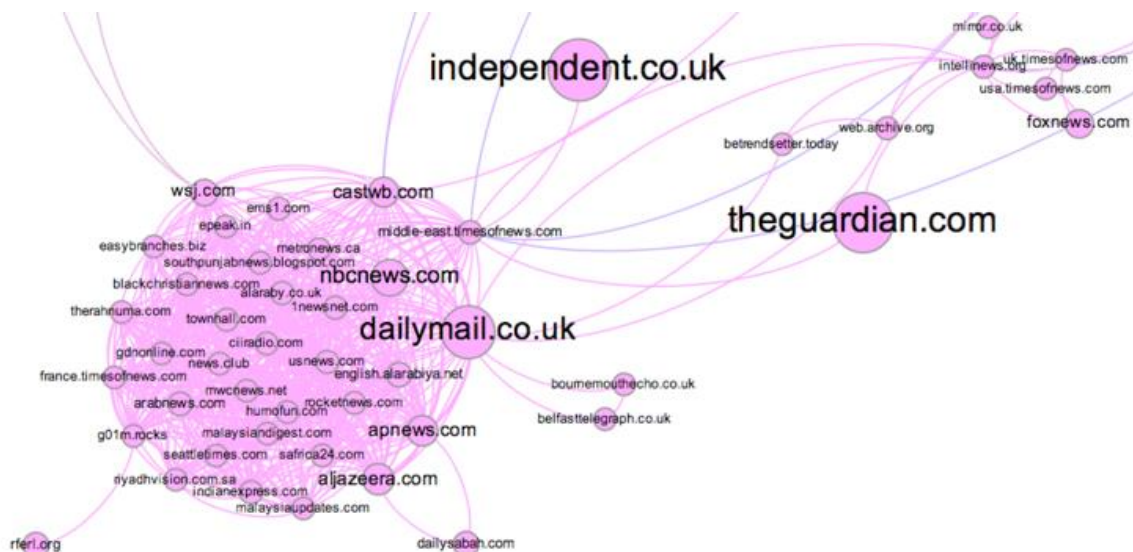 mirror.co.uk
independent.co.uk
intellinews.org
uk.timesofnews.com
usa.timesofnews.com
foxnews.com
web.archive.org
betrendsetter.today
wsj.com
castwb.com
ems1.com
theguardian.com
epeak.in
middle-east.timesofnews.com
easybranches.biz
metronews.ca
southpunjabnews.blogspot.com
nbcnews.com
blackchristiannews.com
alaraby.co.uk
therahnuma.com
1newsnet.com
townhall.com
dailymail.co.uk
ciiradio.com
gdnonline.com
news.club
usnews.com
france.timesofnews.com
english.alarabiya.net
bournemouthecho.co.uk
mwcnews.net
arabnews.com
rocketnews.com
humofun.com
belfasttelegraph.co.uk
g01m.rocks
malaysiandigest.com
apnews.com
seattletimes.com
safrica24.com
riyadhvision.com.sa
aljazeera.com
indianexpress.com
malaysiaupdates.com
rferl.org
dailysabah.com